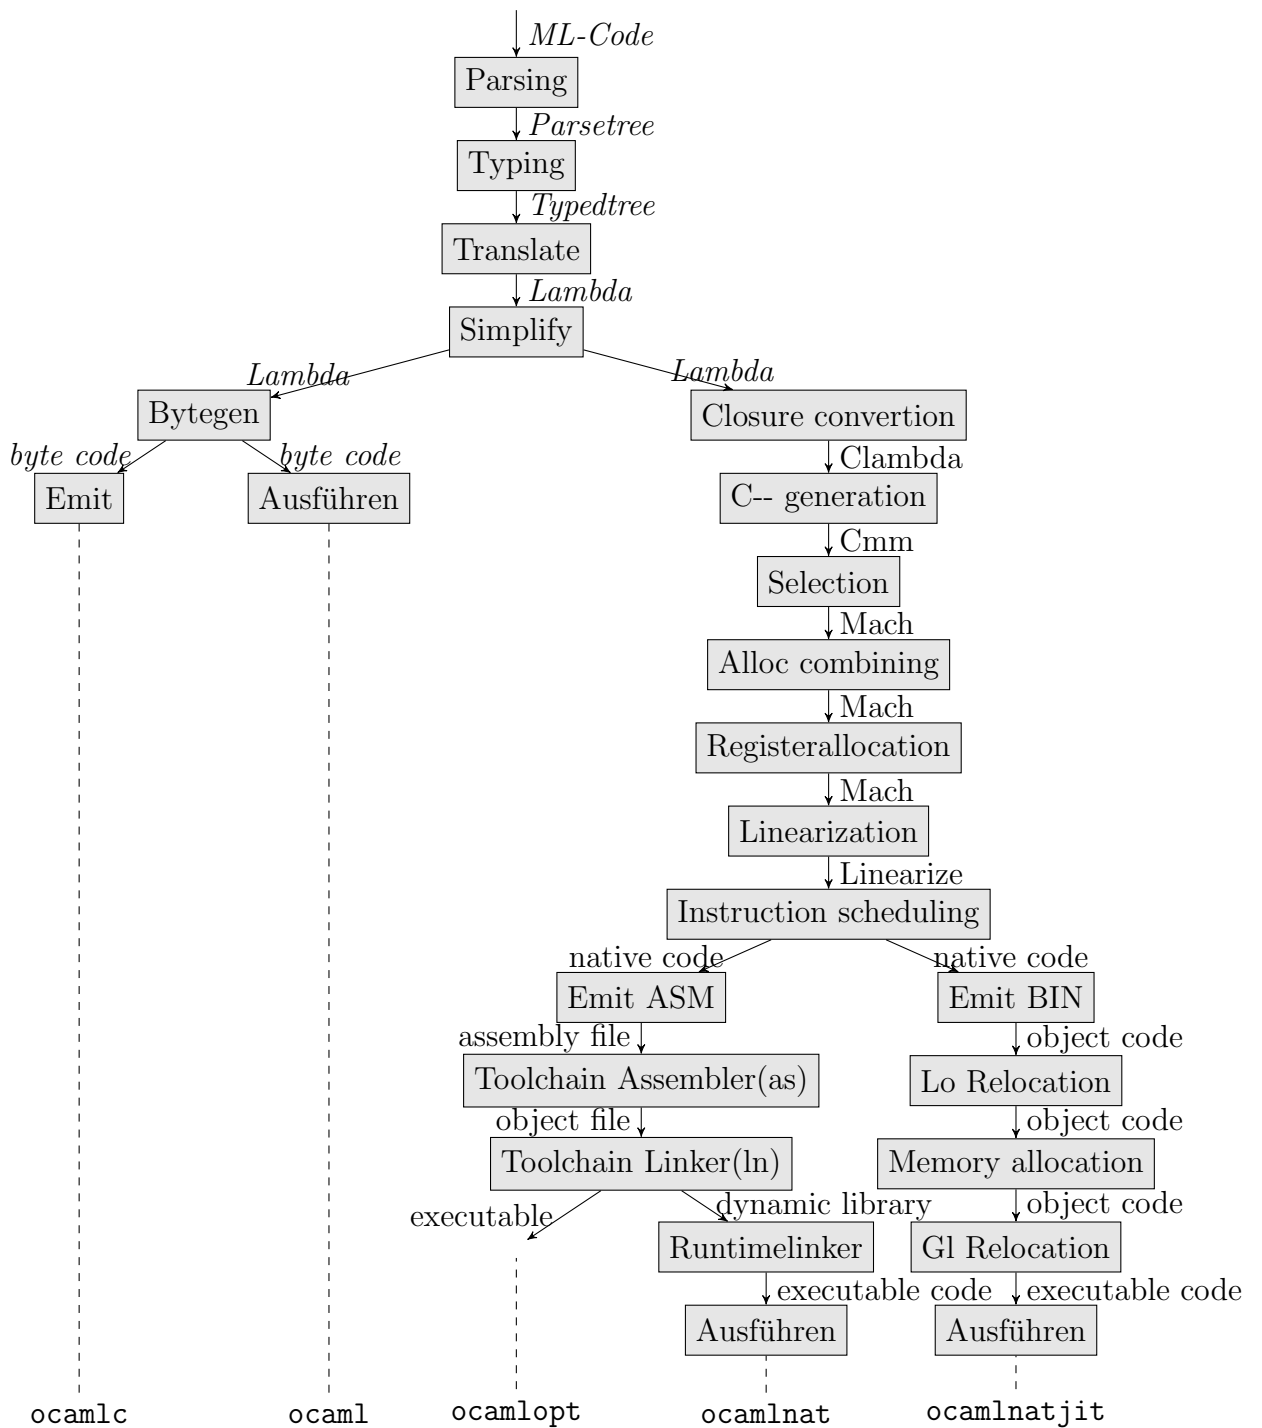 ML-Code
Parsing
Parsetree
Typing
Typedtree
Translate
Lambda
Simplify
Lambda
Lambda
Bytegen
Closure convertion
byte code
byte code
Clambda
Emit
Ausführen
C-- generation
Cmm
Selection
Mach
Alloc combining
Mach
Registerallocation
Mach
Linearization
Linearize
Instruction scheduling
native code
native code
Emit ASM
Emit BIN
assembly file
object code
Toolchain Assembler(as)
Lo Relocation
object file
object code
Toolchain Linker(ln)
Memory allocation
executable
dynamic library
object code
Runtimelinker
Gl Relocation
executable code
executable code
Ausführen
Ausführen
ocamlc
ocaml
ocamlopt
ocamlnat
ocamlnatjit